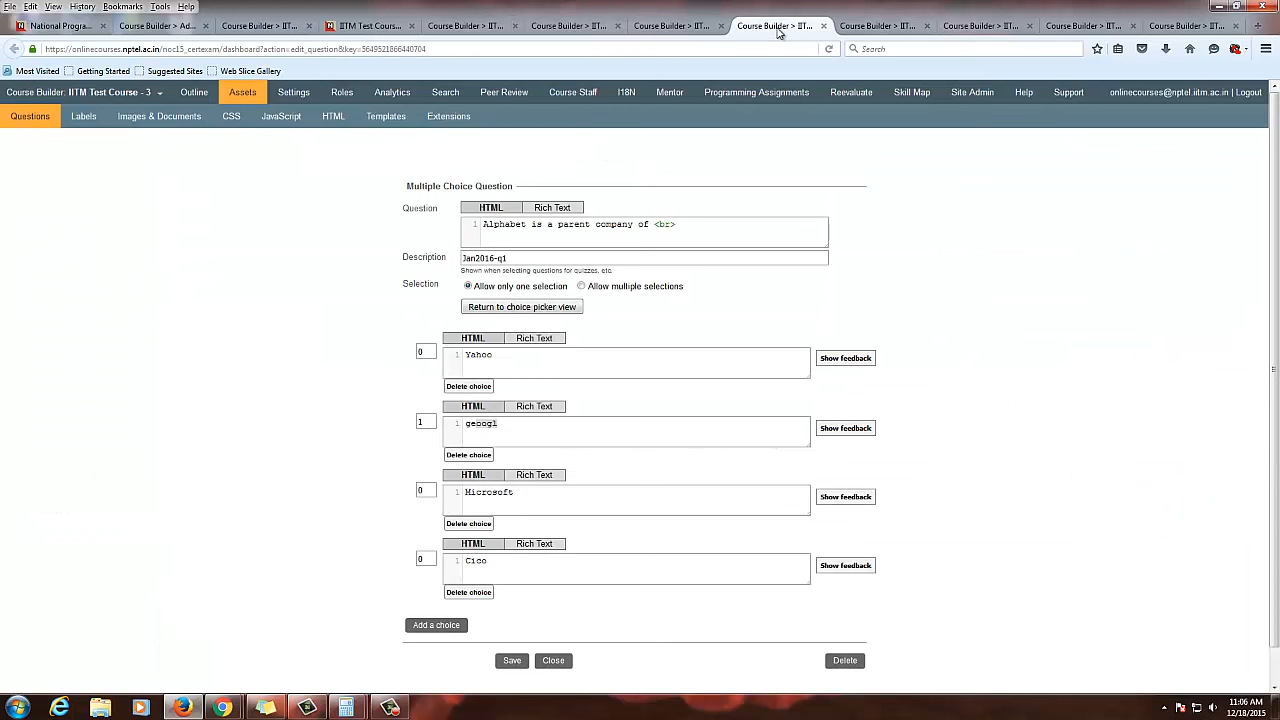 File Edit View History Bookmarks Tools Help
National Progra... × Course Builder > Ad... × Course Builder > IIT... × IITM Test Cours... × Course Builder > IIT... × Course Builder > IIT... × Course Builder > IIT... × Course Builder > IIT... × Course Builder > IIT... × Course Builder > IIT... × Course Builder > IIT... × Course Builder > IIT... ×
https://onlinecourses.nptel.ac.in/noc15_certexam/dashboard?action=edit_question&key=5649521866440704 Search
Most Visited Getting Started Suggested Sites Web Slice Gallery
Course Builder: IITM Test Course - 3 Outline Assets Settings Roles Analytics Search Peer Review Course Staff I18N Mentor Programming Assignments Reevaluate Skill Map Site Admin Help Support onlinecourses@nptel.iitm.ac.in | Logout
Questions Labels Images & Documents CSS JavaScript HTML Templates Extensions
Multiple Choice Question
Question HTML Rich Text
1 Alphabet is a parent company of <br>
Description Jan2016-q1
Shown when selecting questions for quizzes, etc.
Selection Allow only one selection Allow multiple selections
Return to choice picker view
HTML Rich Text
0 1 Yahoo Show feedback
Delete choice
HTML Rich Text
1 1 geoogl Show feedback
Delete choice
HTML Rich Text
0 1 Microsoft Show feedback
Delete choice
HTML Rich Text
0 1 Cico Show feedback
Delete choice
Add a choice
Save Close Delete
11:06 AM
12/18/2015